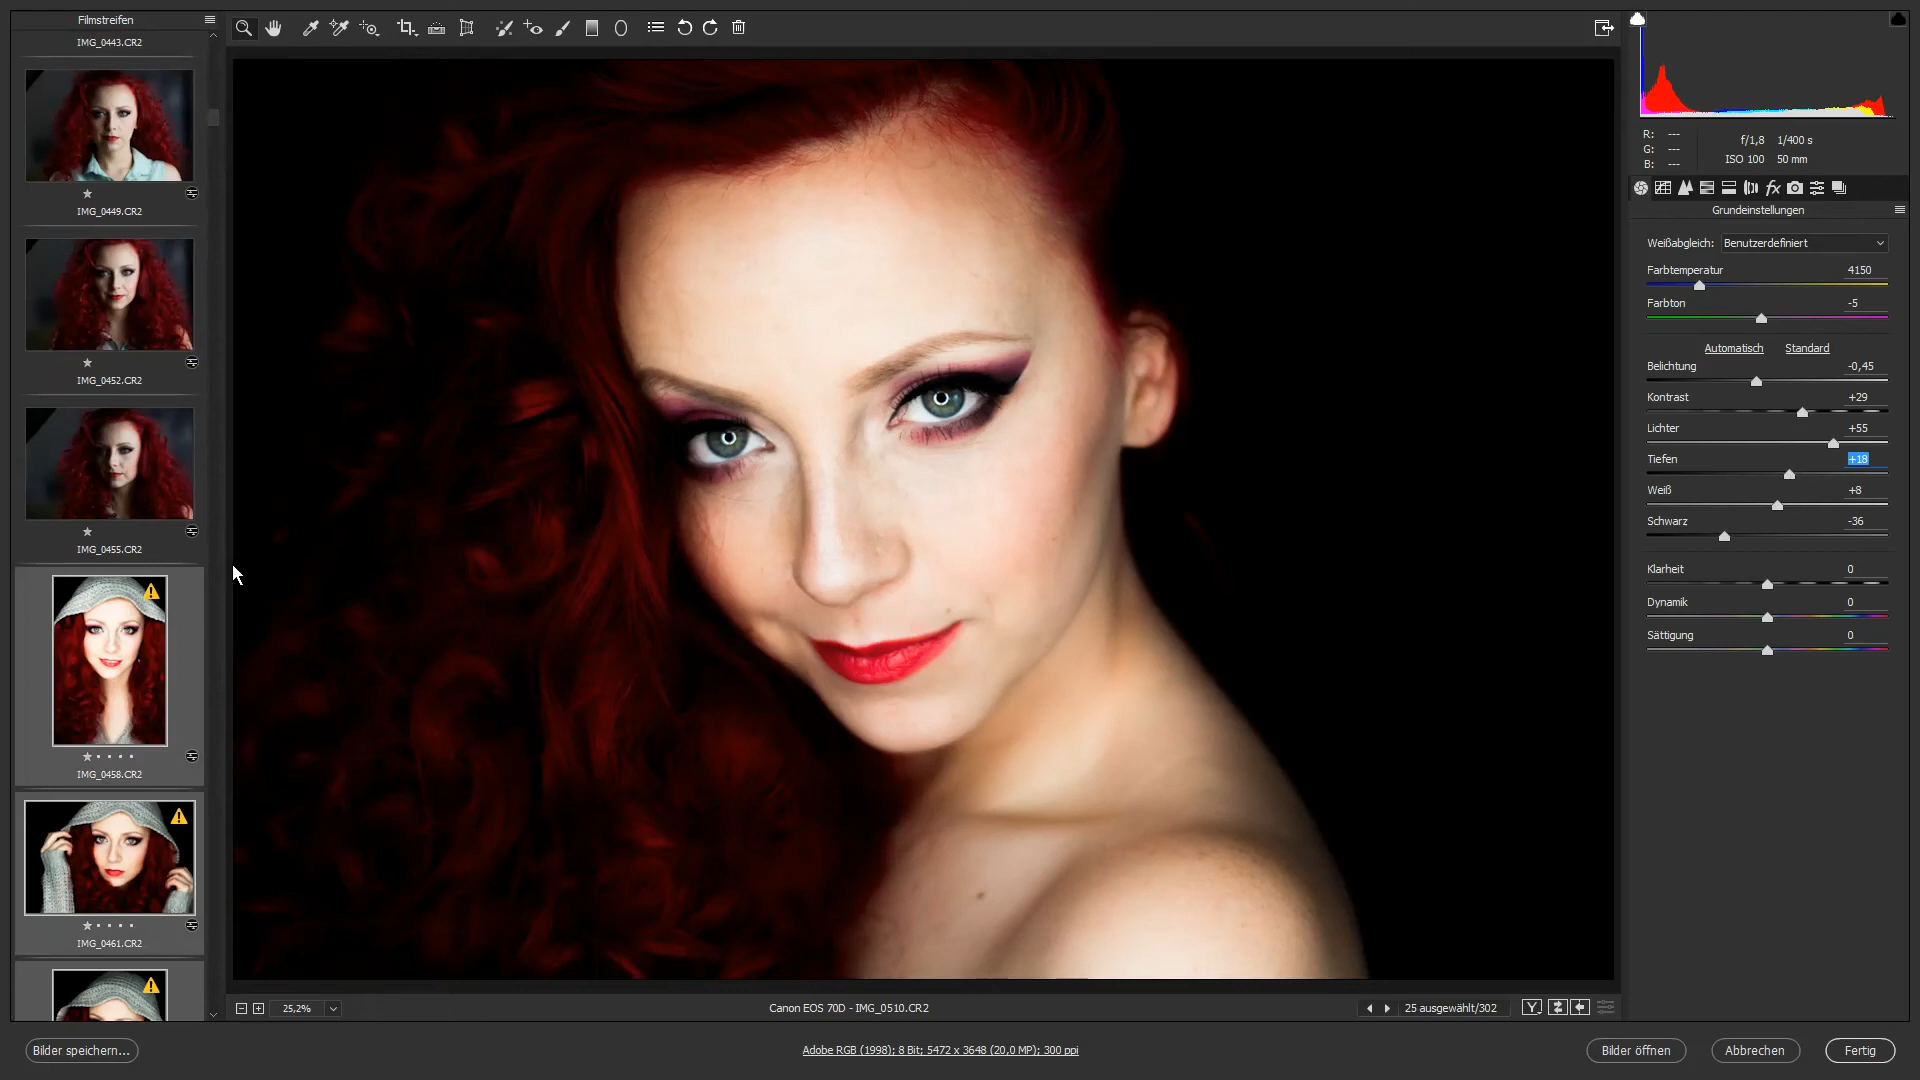 Filmstreifen
IMG_0443.CR2
IMG_0449.CR2
IMG_0452.CR2
IMG_0455.CR2
IMG_0458.CR2
IMG_0461.CR2
R: ---
G: ---
B: ---
f/1,8 1/400 s
ISO 100 50 mm
Grundeinstellungen
Weißabgleich: Benutzerdefiniert
Farbtemperatur 4150
Farbton -5
Automatisch Standard
Belichtung -0,45
Kontrast +29
Lichter +55
Tiefen +18
Weiß +8
Schwarz -36
Klarheit 0
Dynamik 0
Sättigung 0
25,2%
Canon EOS 70D - IMG_0510.CR2
25 ausgewählt/302
Bilder speichern...
Adobe RGB (1998); 8 Bit; 5472 x 3648 (20,0 MP); 300 ppi
Bilder öffnen
Abbrechen
Fertig